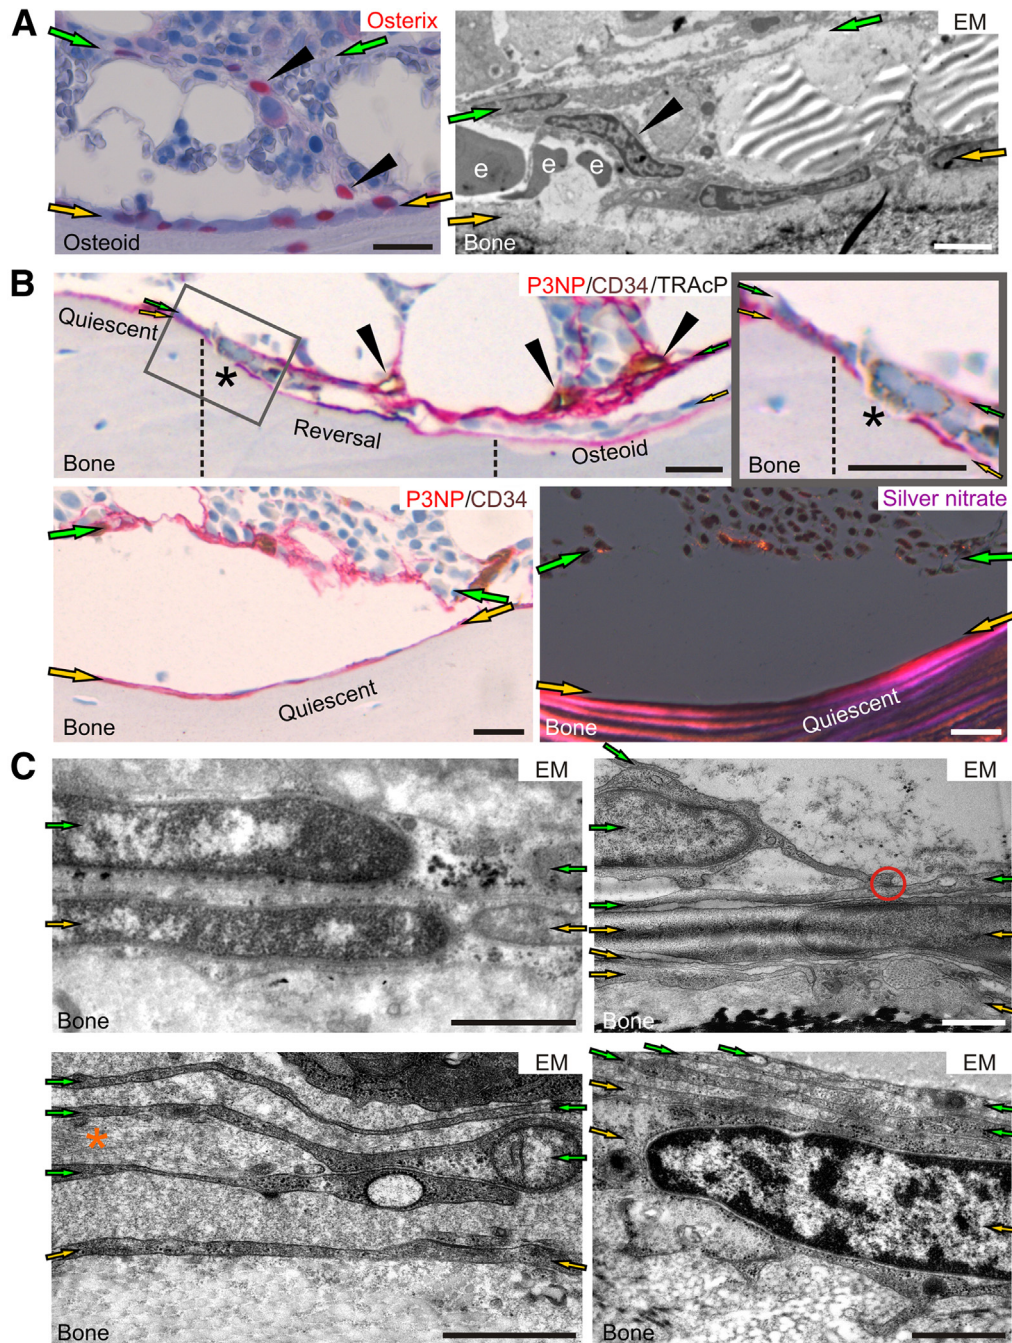 A
Osterix
Osteoid
EM
e
e
e
Bone
B
P3NP/CD34/TRAcP
Quiescent
*
Reversal
Osteoid
Bone
*
Bone
P3NP/CD34
Quiescent
Bone
Silver nitrate
Quiescent
Bone
C
EM
Bone
EM
Bone
EM
*
Bone
EM
Bone